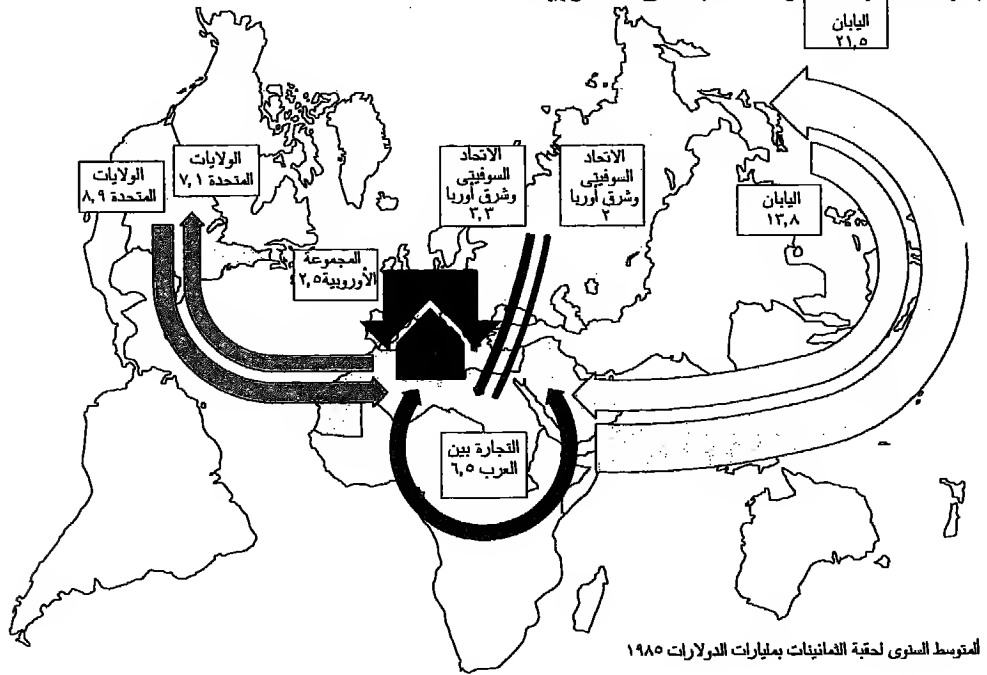 اليابان
٢١,٥
الولايات
المتحدة ٧,١
الولايات
المتحدة ٨,٩
الاتحاد
السوفيتى
وشرق أوربا
٣,٣
الاتحاد
السوفيتى
وشرق أوربا
٢
اليابان
١٣,٨
المجموعة
الأوروبية ٢,٥
التجارة بين
العرب ٦,٥
المتوسط السنوى لحقبة الثمانينات بمليارات الدولارات ١٩٨٥